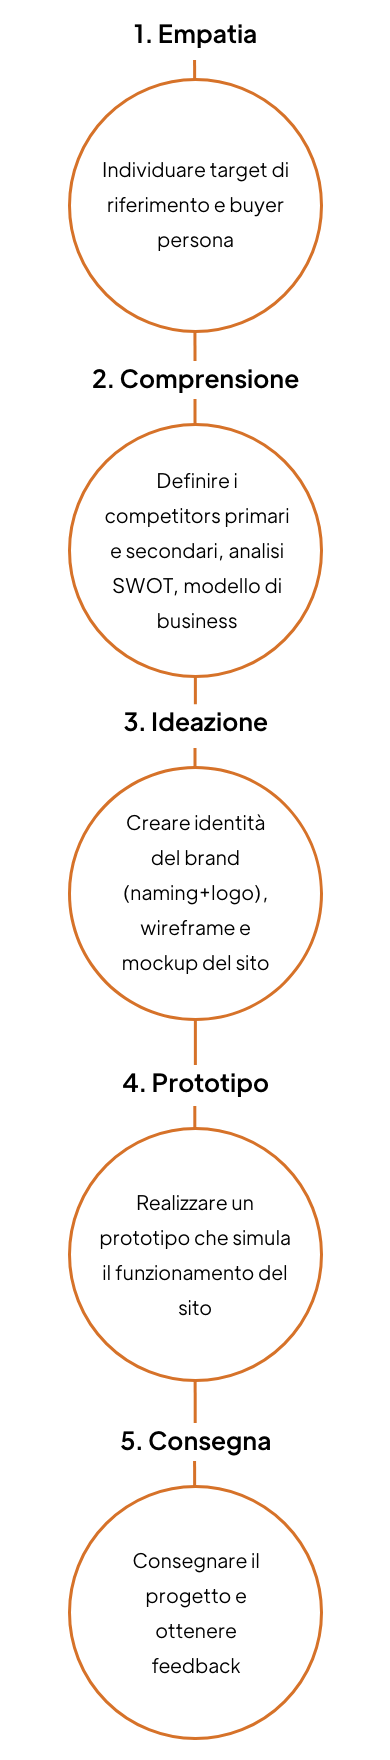 1. Empatia
Individuare target di
riferimento e buyer
persona
2. Comprensione
Definire i
competitors primari
e secondari, analisi
SWOT, modello di
business
3. Ideazione
Creare identità
del brand
(naming+logo),
wireframe e
mockup del sito
4. Prototipo
Realizzare un
prototipo che simula
il funzionamento del
sito
5. Consegna
Consegnare il
progetto e
ottenere
feedback